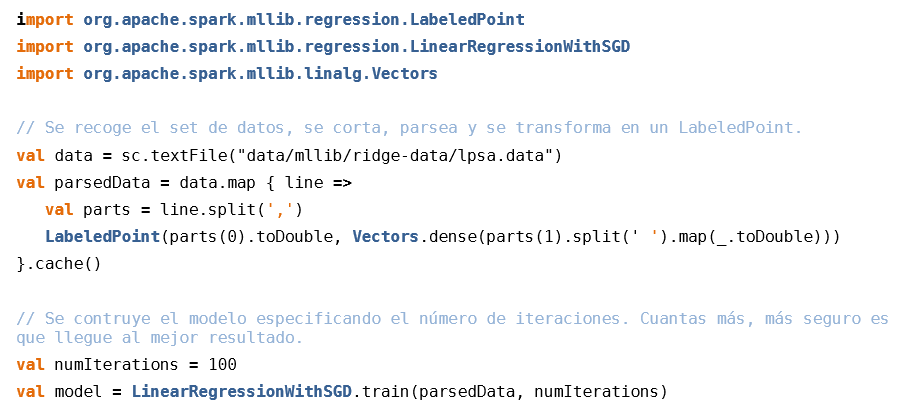 import org.apache.spark.mllib.regression.LabeledPoint
import org.apache.spark.mllib.regression.LinearRegressionWithSGD
import org.apache.spark.mllib.linalg.Vectors
// Se recoge el set de datos, se corta, parsea y se transforma en un LabeledPoint.
val data = sc.textFile("data/mllib/ridge-data/lpsa.data")
val parsedData = data.map { line =>
   val parts = line.split(',')
   LabeledPoint(parts(0).toDouble, Vectors.dense(parts(1).split(' ').map(_.toDouble)))
}.cache()
// Se contruye el modelo especificando el número de iteraciones. Cuantas más, más seguro es
que llegue al mejor resultado.
val numIterations = 100
val model = LinearRegressionWithSGD.train(parsedData, numIterations)